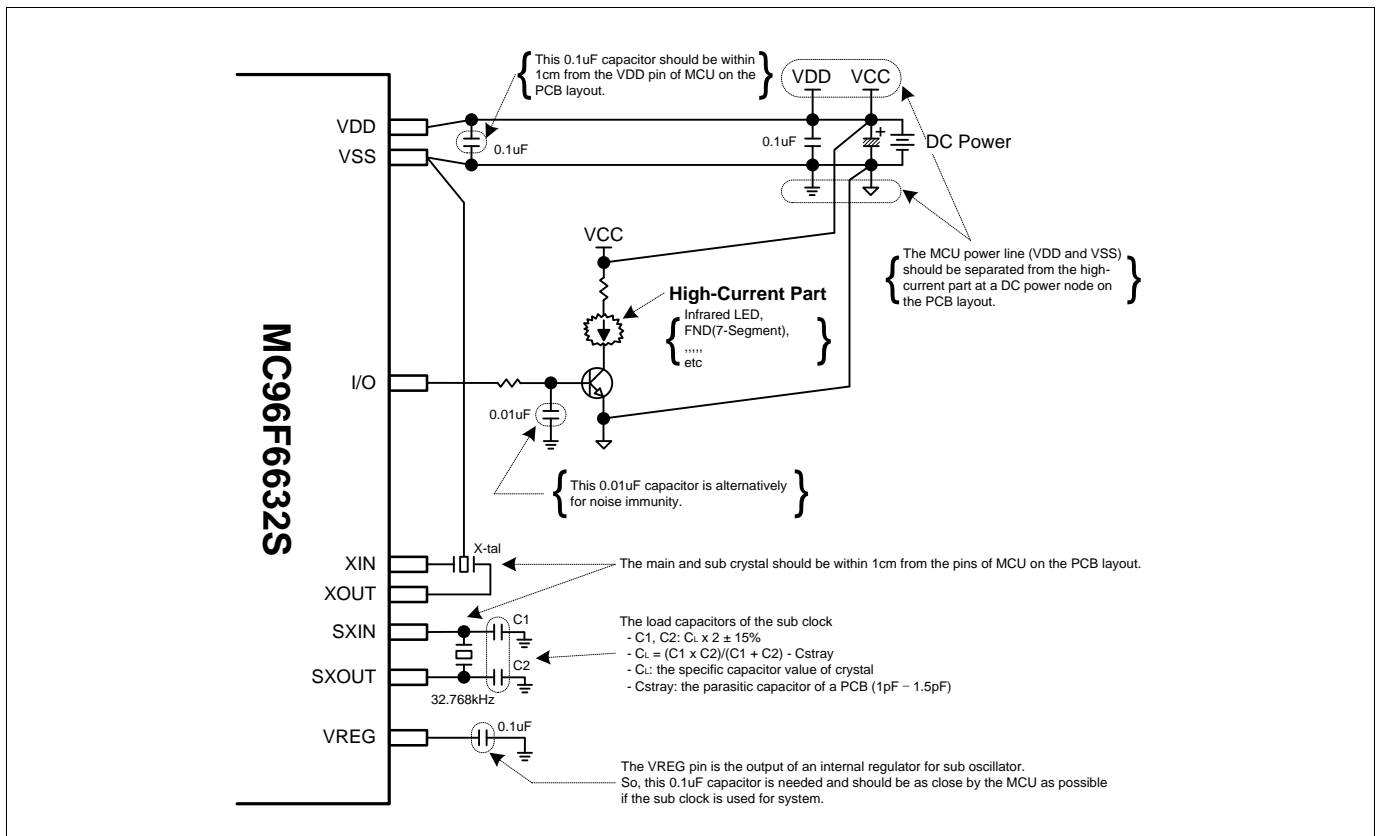 This 0.1uF capacitor should be within
1cm from the VDD pin of MCU on the
PCB layout.
VDD VCC
VDD
VSS
0.1uF
0.1uF
+
DC Power
VCC
The MCU power line (VDD and VSS)
should be separated from the high-
current part at a DC power node on
the PCB layout.
High-Current Part
Infrared LED,
FND(7-Segment),
,,,,,
etc
MC96F6632S
I/O
0.01uF
This 0.01uF capacitor is alternatively
for noise immunity.
X-tal
XIN
XOUT
The main and sub crystal should be within 1cm from the pins of MCU on the PCB layout.
SXIN
C1
SXOUT
C2
32.768kHz
The load capacitors of the sub clock
- C1, C2: CL x 2 ± 15%
- CL = (C1 x C2)/(C1 + C2) - Cstray
- CL: the specific capacitor value of crystal
- Cstray: the parasitic capacitor of a PCB (1pF – 1.5pF)
VREG
0.1uF
The VREG pin is the output of an internal regulator for sub oscillator.
So, this 0.1uF capacitor is needed and should be as close by the MCU as possible
if the sub clock is used for system.